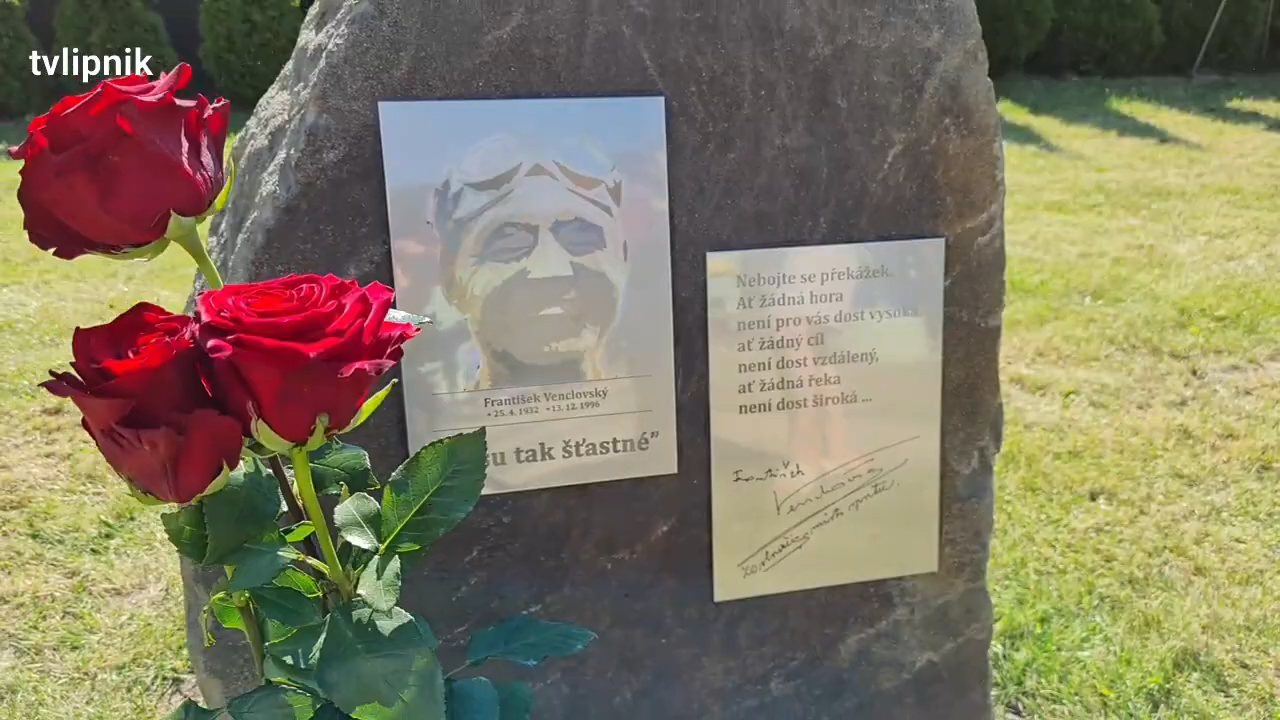 tvlipnik
František Venclovský
* 25. 4. 1932 • 13. 12. 1996
tak šťastné”
Nebojte se překážek.
Ať žádná hora
není pro vás dost vysoká
ať žádný cíl
není dost vzdálený,
ať žádná řeka
není dost široká ...
František